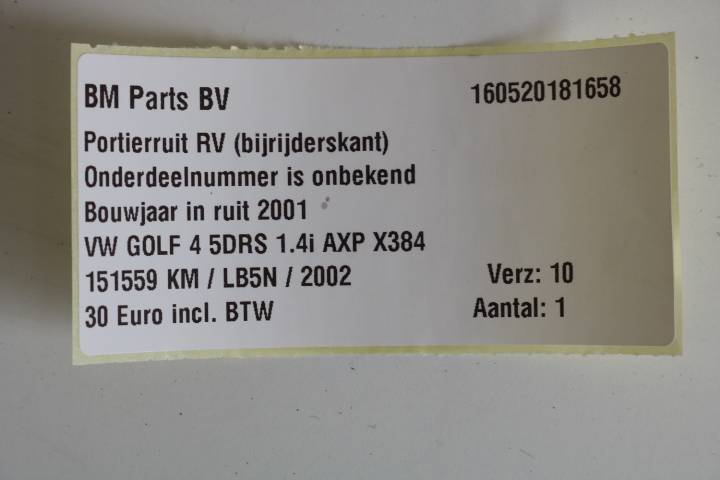 BM Parts BV 160520181658
Portierruit RV (bijrijderskant)
Onderdeelnummer is onbekend
Bouwjaar in ruit 2001
VW GOLF 4 5DRS 1.4i AXP X384
151559 KM / LB5N / 2002 Verz: 10
30 Euro incl. BTW Aantal: 1